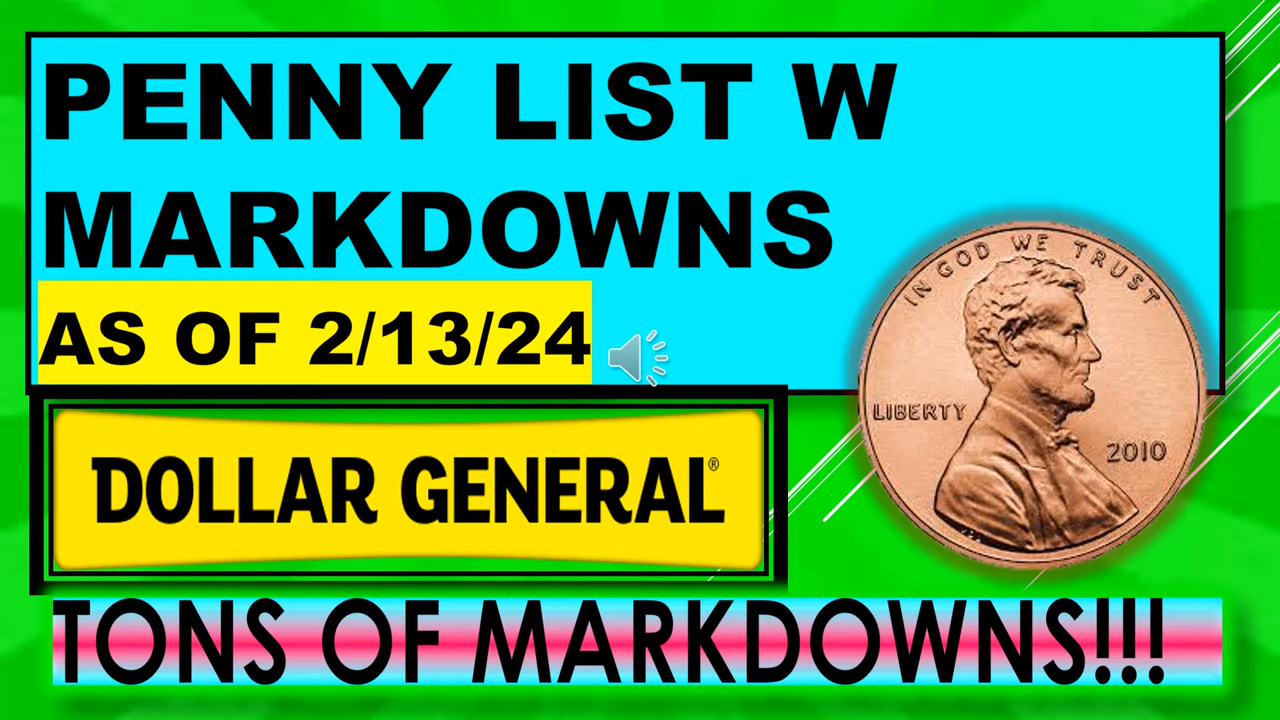 PENNY LIST W
MARKDOWNS
AS OF 2/13/24
IN GOD WE TRUST
LIBERTY
2010
DOLLAR GENERAL®
TONS OF MARKDOWNS!!!